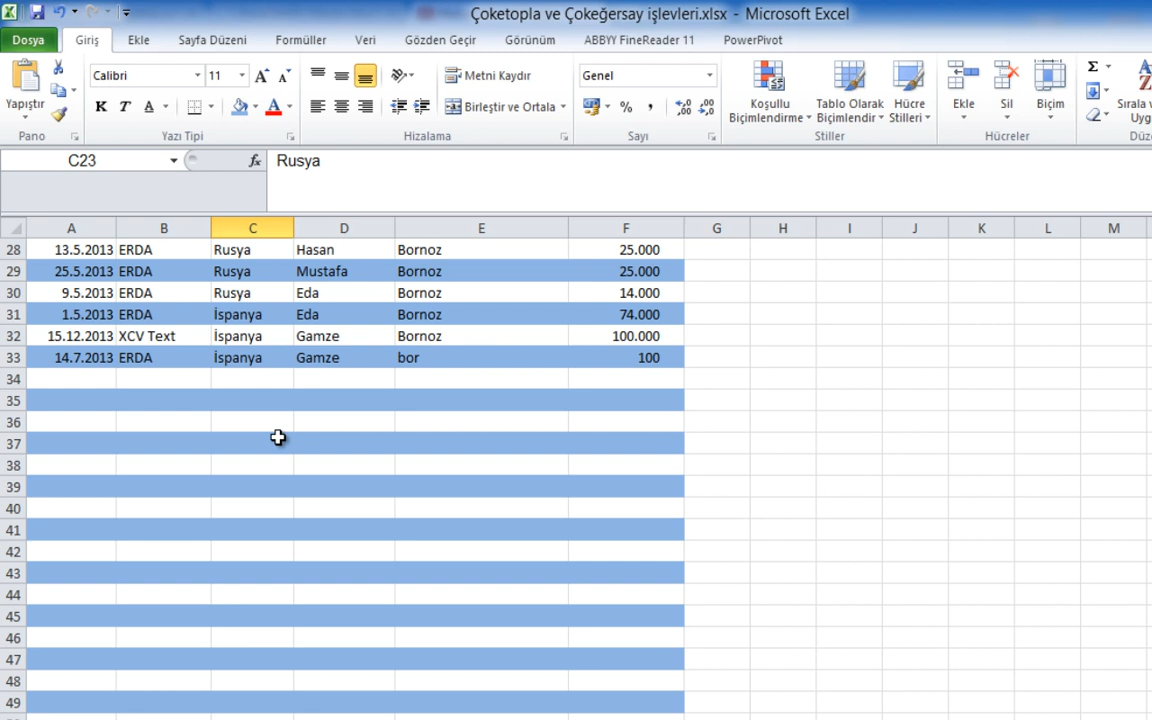 Çoketopla ve Çokeğersay işlevleri.xlsx - Microsoft Excel
Dosya Giriş Ekle Sayfa Düzeni Formüller Veri Gözden Geçir Görünüm ABBYY FineReader 11 PowerPivot
Yapıştır Calibri 11 A A Metni Kaydır Genel Koşullu Biçimlendirme Tablo Olarak Biçimlendir Hücre Stilleri Ekle Sil Biçim Σ Sırala v Uyg
K T A A Birleştir ve Ortala % ,
Pano Yazı Tipi Hizalama Sayı Stiller Hücreler Düze
C23 fx Rusya
A B C D E F G H I J K L M
28 13.5.2013 ERDA Rusya Hasan Bornoz 25.000
29 25.5.2013 ERDA Rusya Mustafa Bornoz 25.000
30 9.5.2013 ERDA Rusya Eda Bornoz 14.000
31 1.5.2013 ERDA İspanya Eda Bornoz 74.000
32 15.12.2013 XCV Text İspanya Gamze Bornoz 100.000
33 14.7.2013 ERDA İspanya Gamze bor 100
34
35
36
37
38
39
40
41
42
43
44
45
46
47
48
49